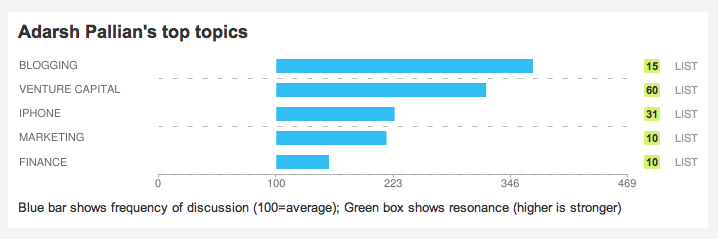 Adarsh Pallian's top topics
BLOGGING 15 LIST
VENTURE CAPITAL 60 LIST
IPHONE 31 LIST
MARKETING 10 LIST
FINANCE 10 LIST
0 100 223 346 469
Blue bar shows frequency of discussion (100=average); Green box shows resonance (higher is stronger)